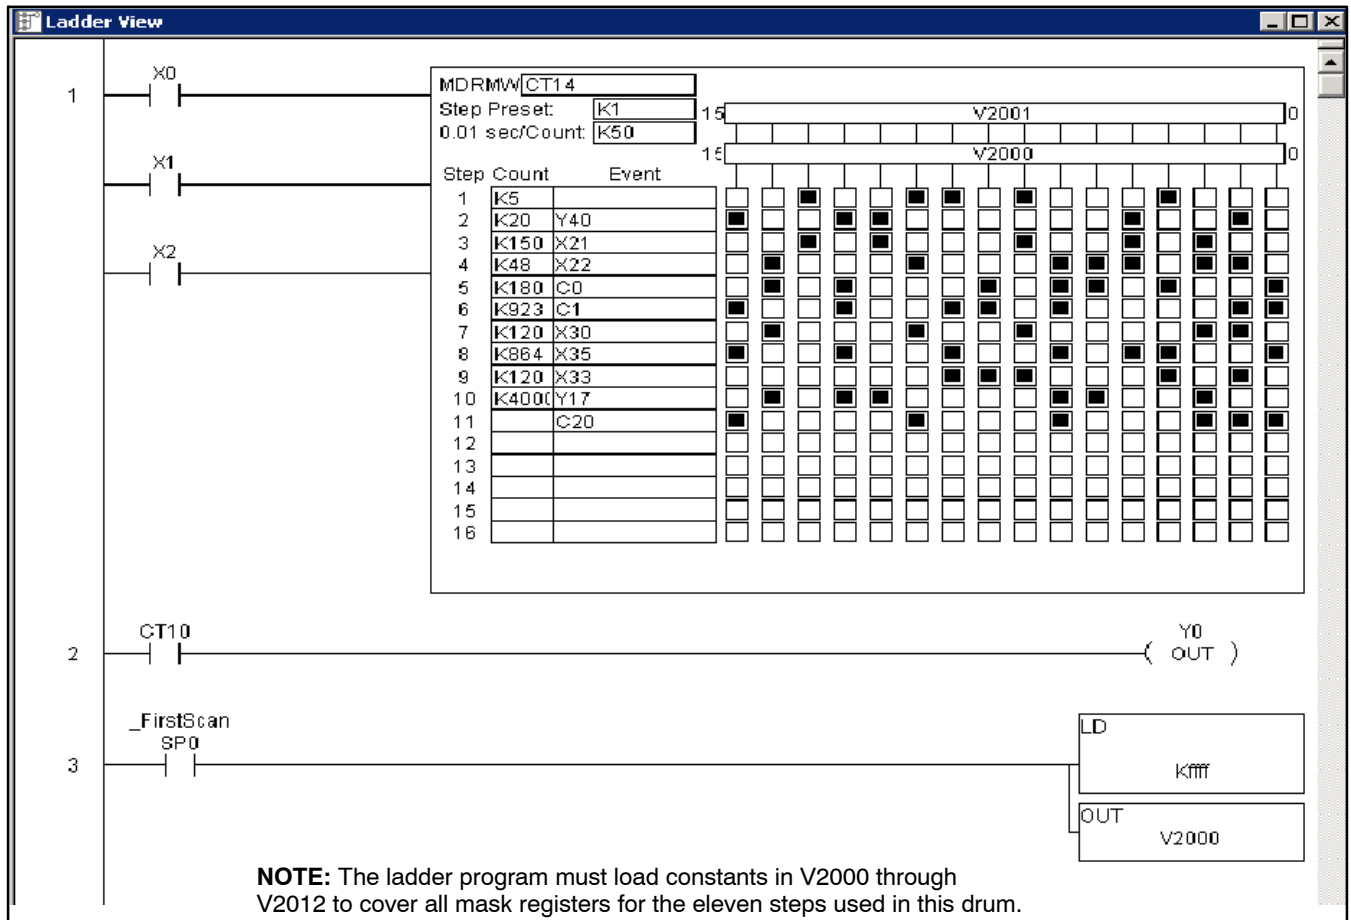 Ladder View
1
X0
X1
X2
MDRMW CT14
Step Preset: K1
0.01 sec/Count: K50
15 V2001 0
15 V2000 0
Step Count Event
1 K5
2 K20 Y40
3 K150 X21
4 K48 X22
5 K180 C0
6 K923 C1
7 K120 X30
8 K864 X35
9 K120 X33
10 K4000 Y17
11 C20
12
13
14
15
16
2
CT10
Y0
OUT
3
_FirstScan
SP0
LD
Kffff
OUT
V2000
NOTE: The ladder program must load constants in V2000 through
V2012 to cover all mask registers for the eleven steps used in this drum.